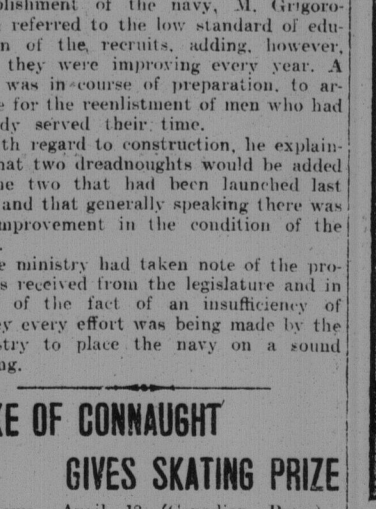 blishment of the navy, M. Grigoro-
referred to the low standard of edu-
n of the, recruits, adding, however,
they were improving every year. A
was in course of preparation, to ar-
e for the reenlistment of men who had
dy served their time.
th regard to construction, he explain-
hat two dreadnoughts would be added
he two that had been launched last
and that generally speaking there was
mprovement in the condition of the
e ministry had taken note of the pro-
s received from the legislature and in
of the fact of an insufficiency of
ey every effort was being made by the
stry to place the navy on a sound
ng.
KE OF CONNAUGHT
GIVES SKATING PRIZE